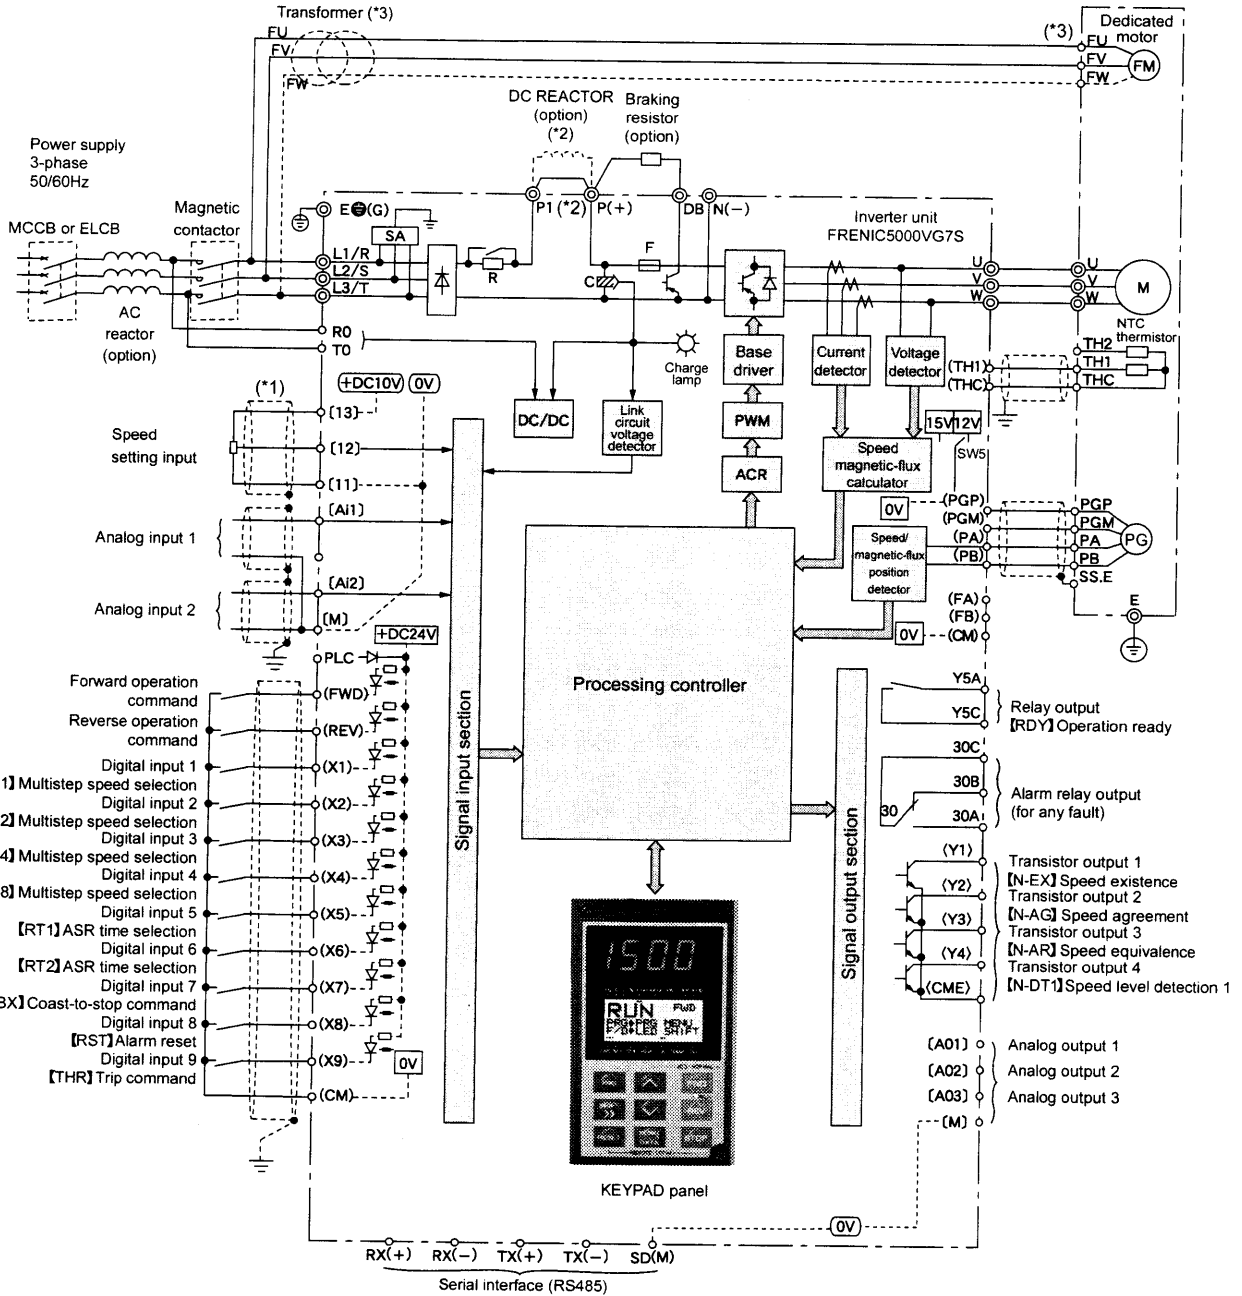 Transformer (*3)
FU
FV
FW
(*3)
Dedicated
motor
FU
FV
FW
FM
Power supply
3-phase
50/60Hz
DC REACTOR
(option)
(*2)
Braking
resistor
(option)
MCCB or ELCB
Magnetic
contactor
E (G)
P1 (*2)
P(+)
DB
N(-)
Inverter unit
FRENIC5000VG7S
SA
L1/R
L2/S
L3/T
R
F
C
U
V
W
U
V
W
M
AC
reactor
(option)
R0
T0
Charge
lamp
Base
driver
Current
detector
Voltage
detector
NTC
thermistor
TH2
TH1
THC
(TH1)
(THC)
(*1)
+DC10V
0V
DC/DC
Link
circuit
voltage
detector
PWM
ACR
15V
12V
SW5
Speed
magnetic-flux
calculator
Speed
setting input
[13]
[12]
[11]
Analog input 1
[Ai1]
Analog input 2
[Ai2]
[M]
0V
(PGP)
(PGM)
(PA)
(PB)
PGP
PGM
PA
PB
SS.E
PG
Speed/
magnetic-flux
position
detector
(FA)
(FB)
0V
(CM)
E
+DC24V
PLC
Forward operation
command
(FWD)
Reverse operation
command
(REV)
Digital input 1
(X1)
1】Multistep speed selection
Digital input 2
(X2)
2】Multistep speed selection
Digital input 3
(X3)
4】Multistep speed selection
Digital input 4
(X4)
8】Multistep speed selection
Digital input 5
(X5)
【RT1】ASR time selection
Digital input 6
(X6)
【RT2】ASR time selection
Digital input 7
(X7)
BX】Coast-to-stop command
Digital input 8
(X8)
【RST】Alarm reset
Digital input 9
(X9)
【THR】Trip command
0V
(CM)
Signal input section
Processing controller
Signal output section
Y5A
Y5C
Relay output
【RDY】Operation ready
30C
30B
30
30A
Alarm relay output
(for any fault)
⟨Y1⟩
⟨Y2⟩
⟨Y3⟩
⟨Y4⟩
⟨CME⟩
Transistor output 1
【N-EX】Speed existence
Transistor output 2
【N-AG】Speed agreement
Transistor output 3
【N-AR】Speed equivalence
Transistor output 4
【N-DT1】Speed level detection 1
[A01]
Analog output 1
[A02]
Analog output 2
[A03]
Analog output 3
[M]
1500
RUN FWD
PRG PRG MENU
F/D LED SHIFT
KEYPAD panel
0V
RX(+)
RX(-)
TX(+)
TX(-)
SD(M)
Serial interface (RS485)